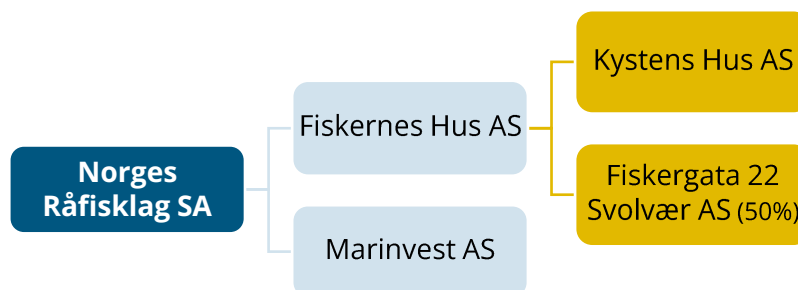 Norges
Råfisklag SA
Fiskernes Hus AS
Marinvest AS
Kystens Hus AS
Fiskergata 22
Svolvær AS (50%)